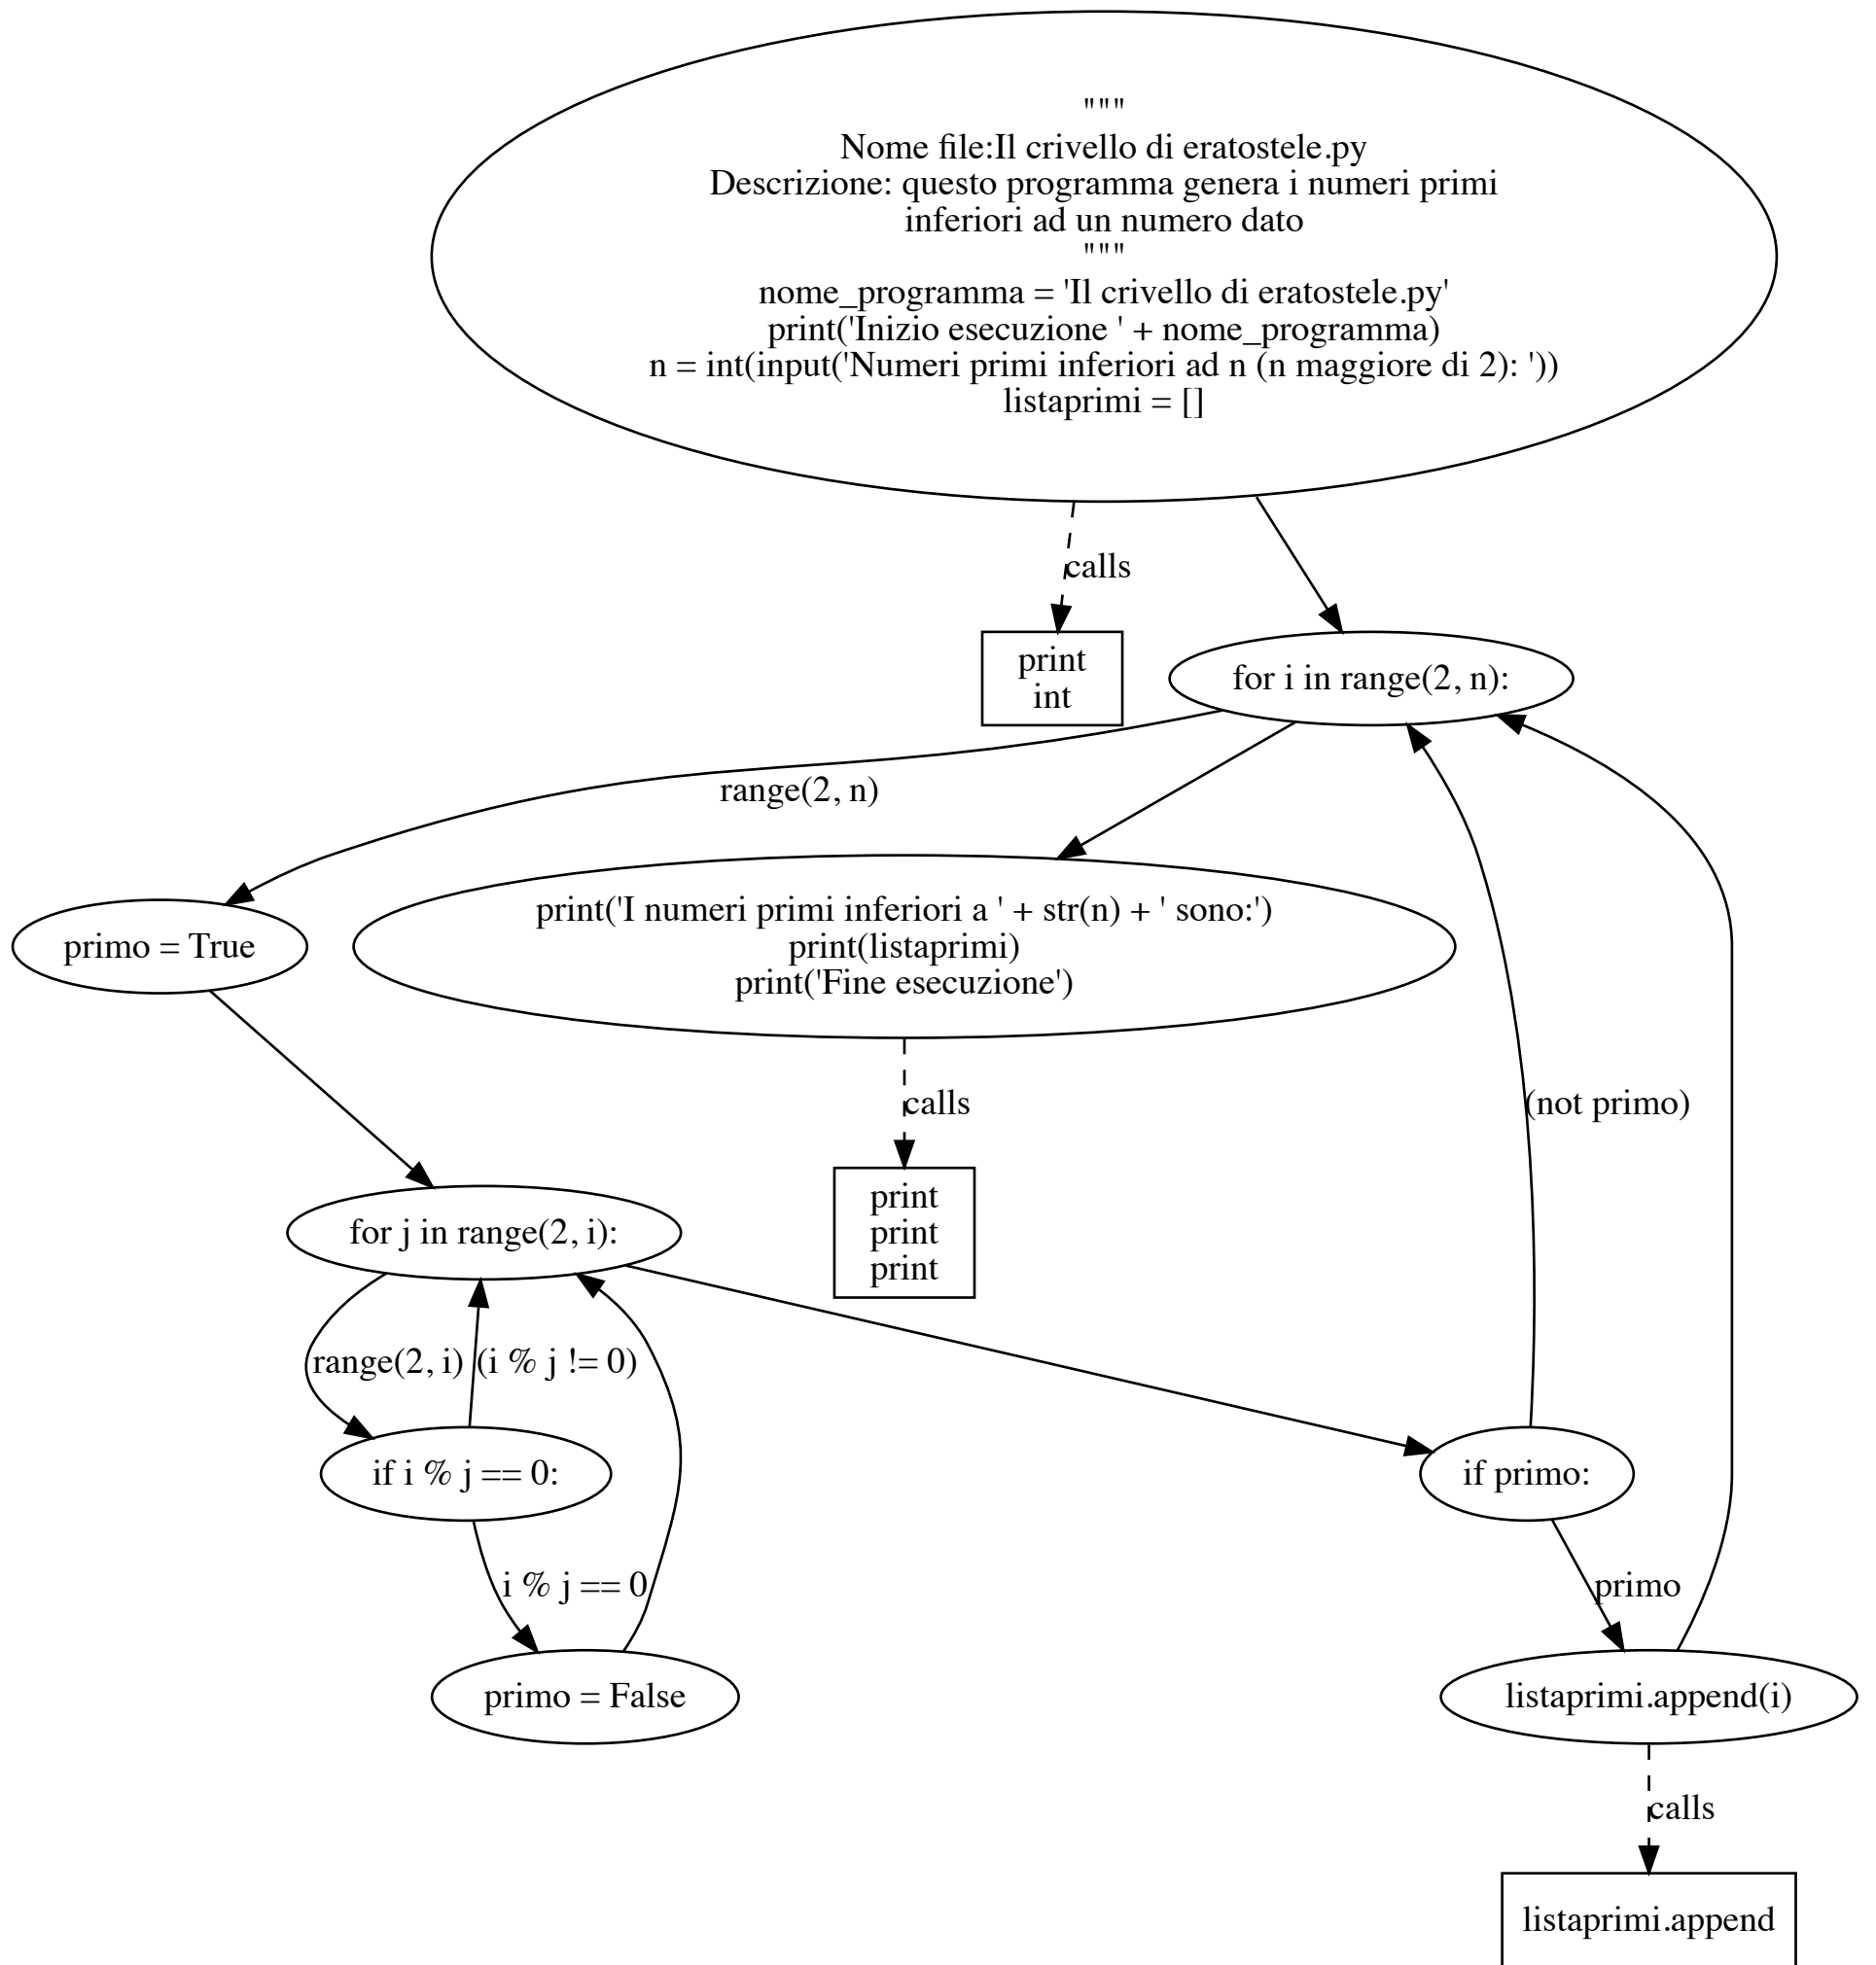 """
Nome file:Il crivello di eratostele.py
Descrizione: questo programma genera i numeri primi
inferiori ad un numero dato
"""
nome_programma = 'Il crivello di eratostele.py'
print('Inizio esecuzione ' + nome_programma)
n = int(input('Numeri primi inferiori ad n (n maggiore di 2): '))
listaprimi = []
calls
print
int
for i in range(2, n):
range(2, n)
primo = True
print('I numeri primi inferiori a ' + str(n) + ' sono:')
print(listaprimi)
print('Fine esecuzione')
calls
(not primo)
print
print
print
for j in range(2, i):
range(2, i)
(i % j != 0)
if i % j == 0:
if primo:
i % j == 0
primo
primo = False
listaprimi.append(i)
calls
listaprimi.append